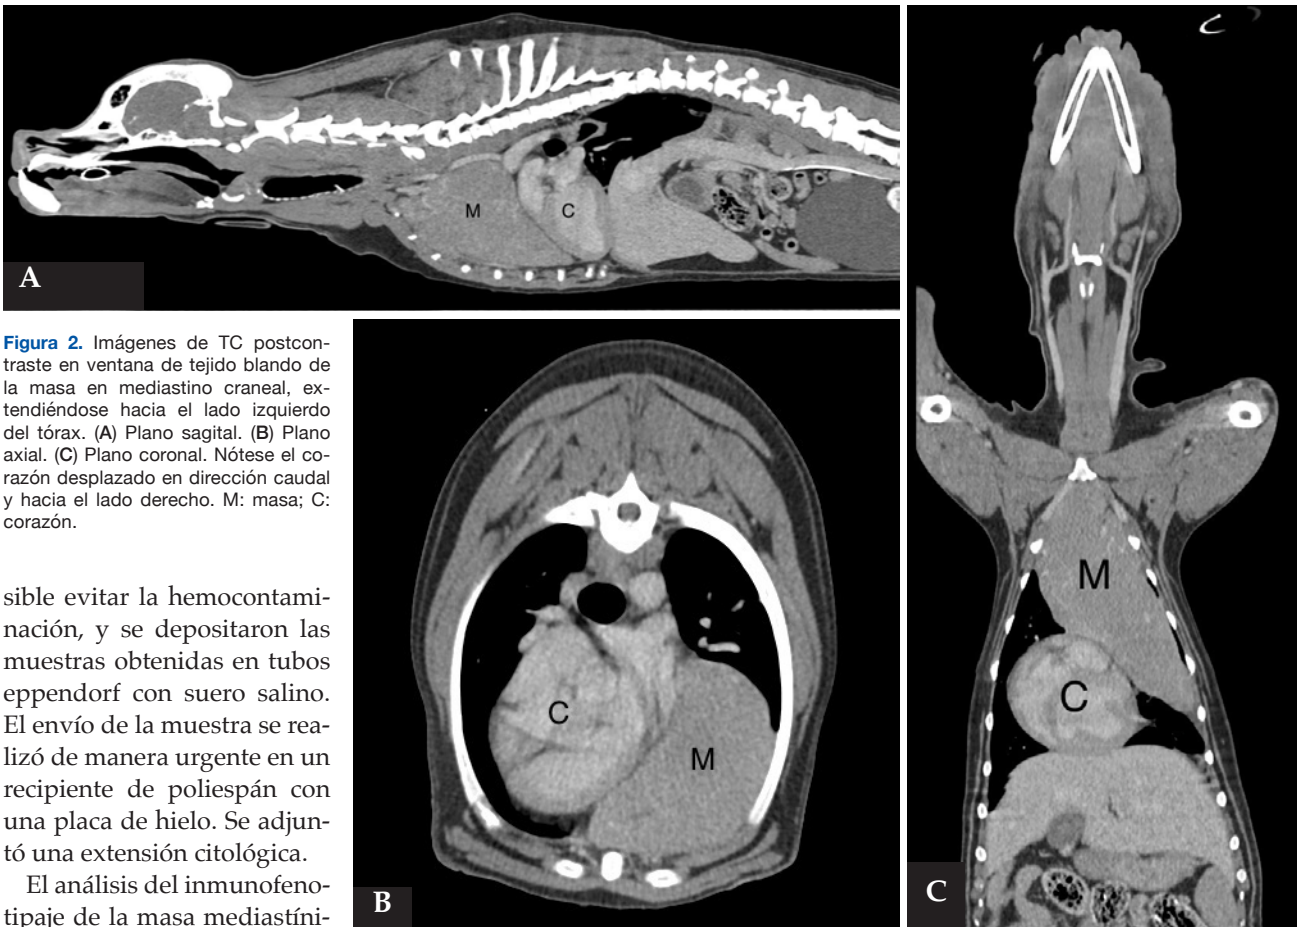 M
C
A
Figura 2. Imágenes de TC postcon-
traste en ventana de tejido blando de
la masa en mediastino craneal, ex-
tendiéndose hacia el lado izquierdo
del tórax. (A) Plano sagital. (B) Plano
axial. (C) Plano coronal. Nótese el co-
razón desplazado en dirección caudal
y hacia el lado derecho. M: masa; C:
corazón.
sible evitar la hemocontami-
nación, y se depositaron las
muestras obtenidas en tubos
eppendorf con suero salino.
El envío de la muestra se rea-
lizó de manera urgente en un
recipiente de poliespán con
una placa de hielo. Se adjun-
tó una extensión citológica.
El análisis del inmunofeno-
tipaje de la masa mediastíni-
C
M
B
M
C
C